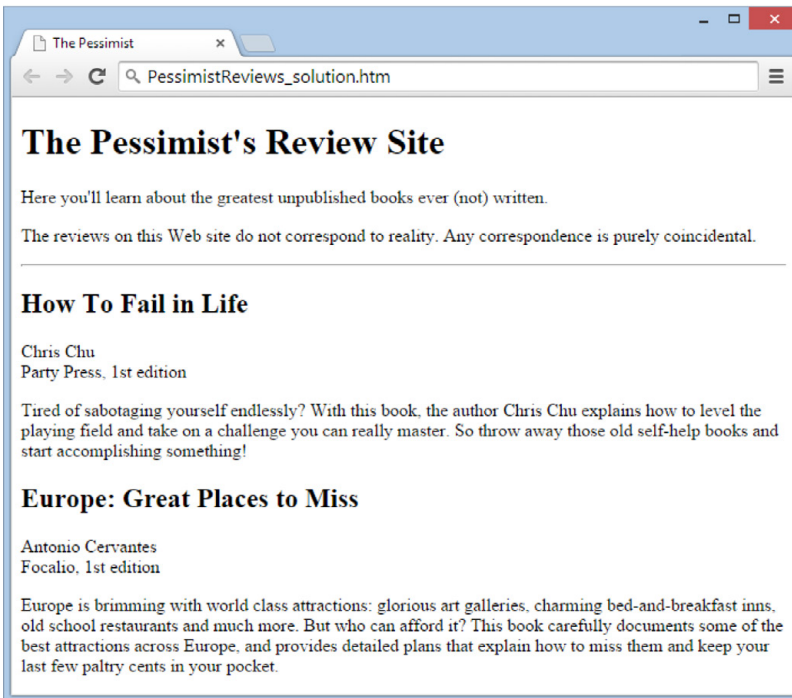 The Pessimist
PessimistReviews_solution.htm
The Pessimist's Review Site
Here you'll learn about the greatest unpublished books ever (not) written.
The reviews on this Web site do not correspond to reality. Any correspondence is purely coincidental.
How To Fail in Life
Chris Chu
Party Press, 1st edition
Tired of sabotaging yourself endlessly? With this book, the author Chris Chu explains how to level the
playing field and take on a challenge you can really master. So throw away those old self-help books and
start accomplishing something!
Europe: Great Places to Miss
Antonio Cervantes
Focalio, 1st edition
Europe is brimming with world class attractions: glorious art galleries, charming bed-and-breakfast inns,
old school restaurants and much more. But who can afford it? This book carefully documents some of the
best attractions across Europe, and provides detailed plans that explain how to miss them and keep your
last few paltry cents in your pocket.